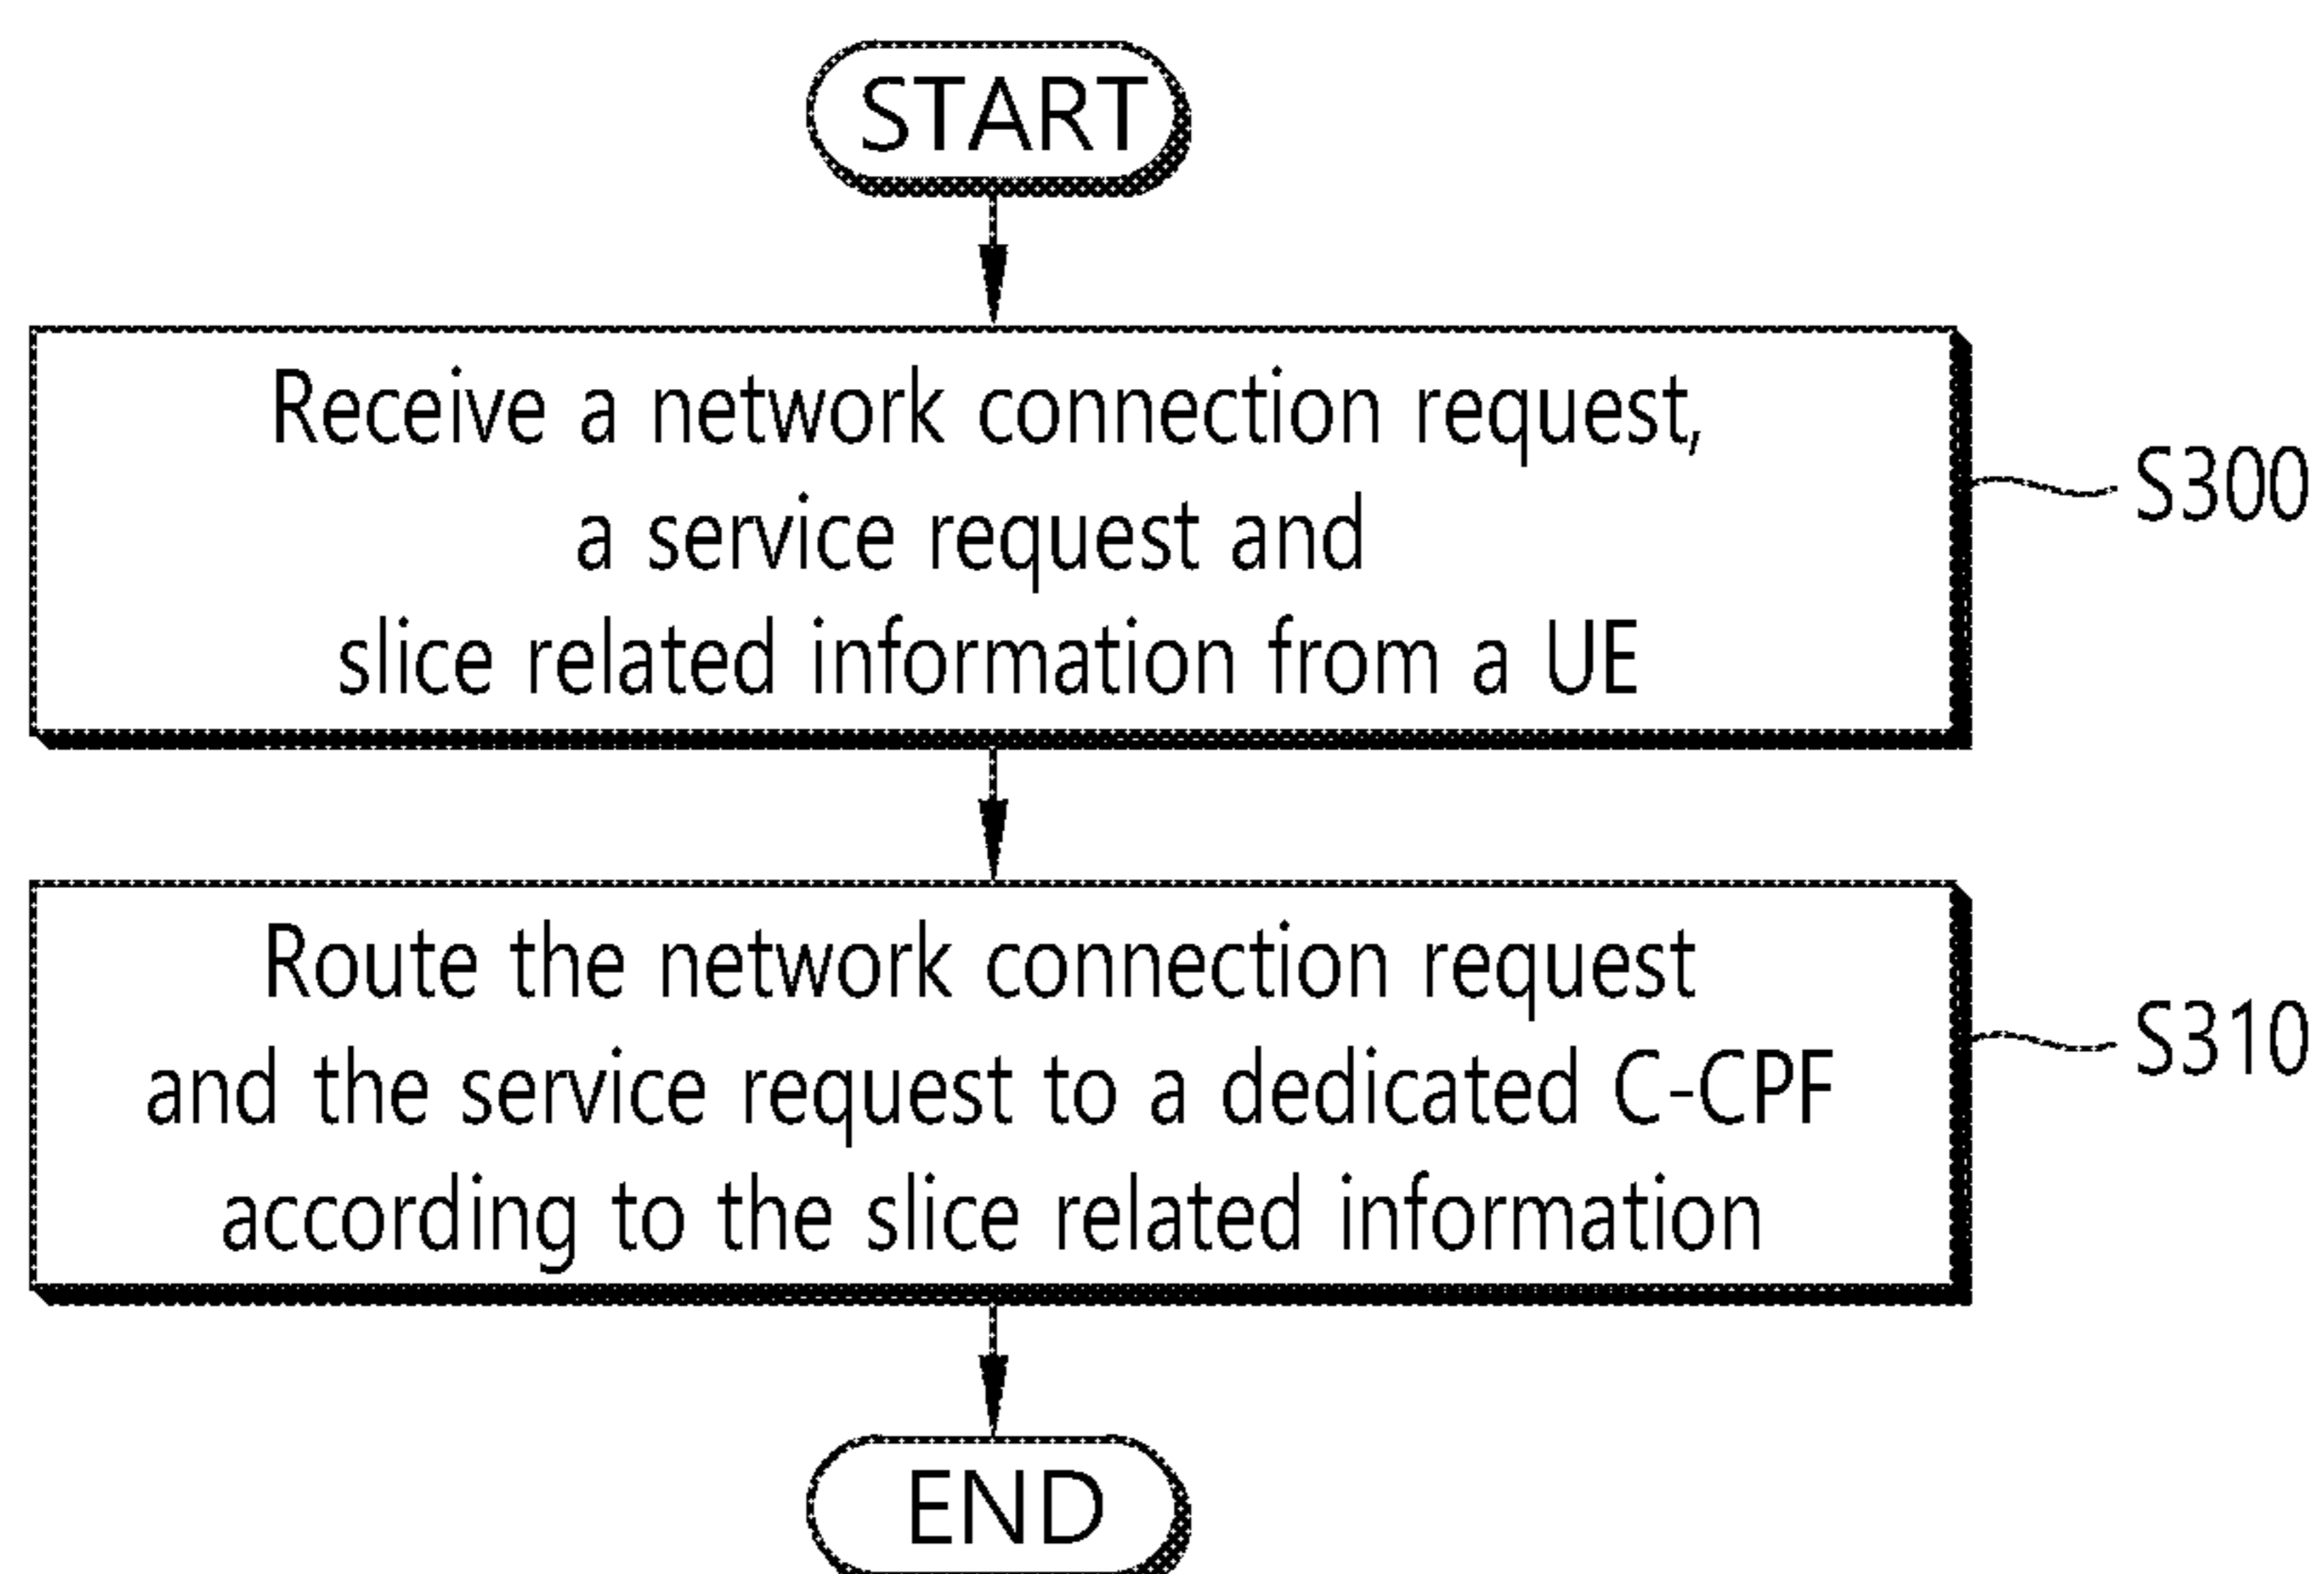 START
Receive a network connection request,
a service request and
slice related information from a UE
S300
Route the network connection request
and the service request to a dedicated C-CPF
according to the slice related information
S310
END